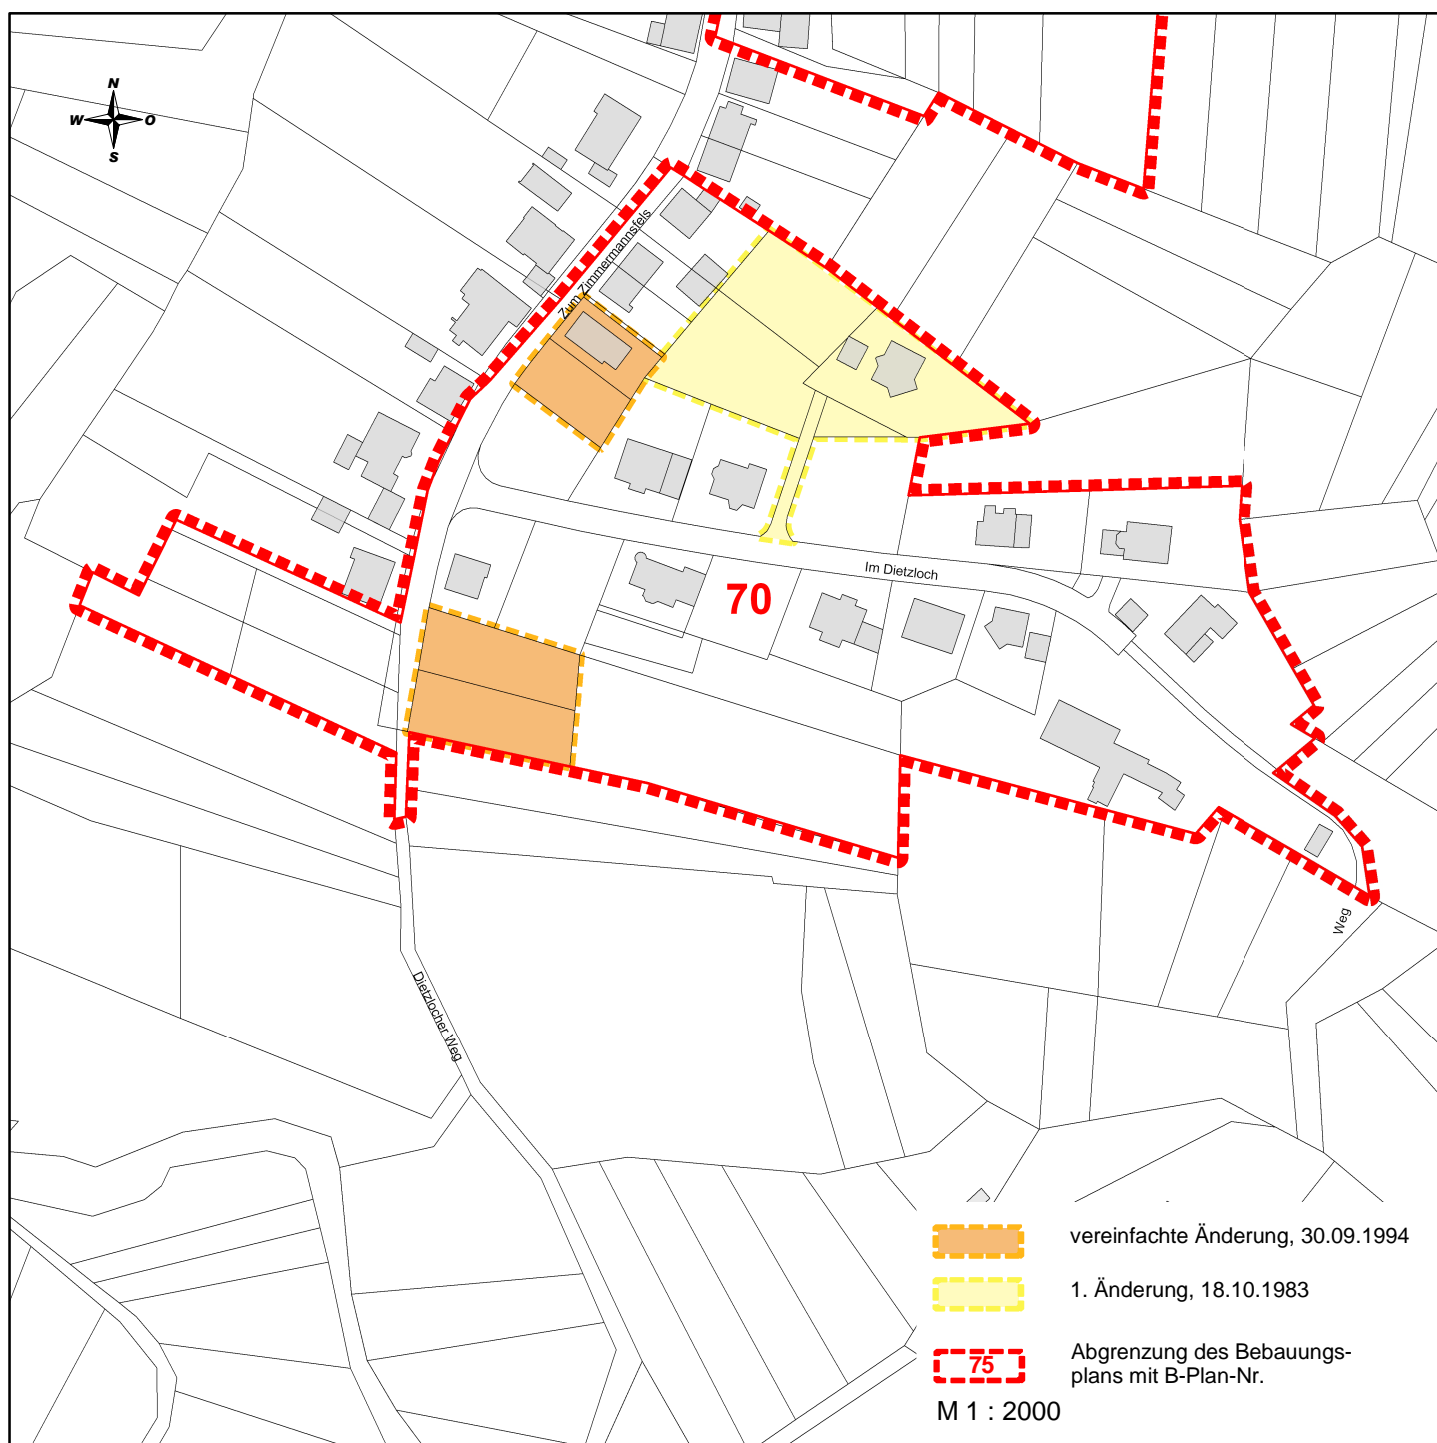 N
W O
S
Zum Zimmermannsfels
Im Dietzloch
70
Weg
Dietzlocher Weg
vereinfachte Änderung, 30.09.1994
1. Änderung, 18.10.1983
75
Abgrenzung des Bebauungs-
plans mit B-Plan-Nr.
M 1 : 2000